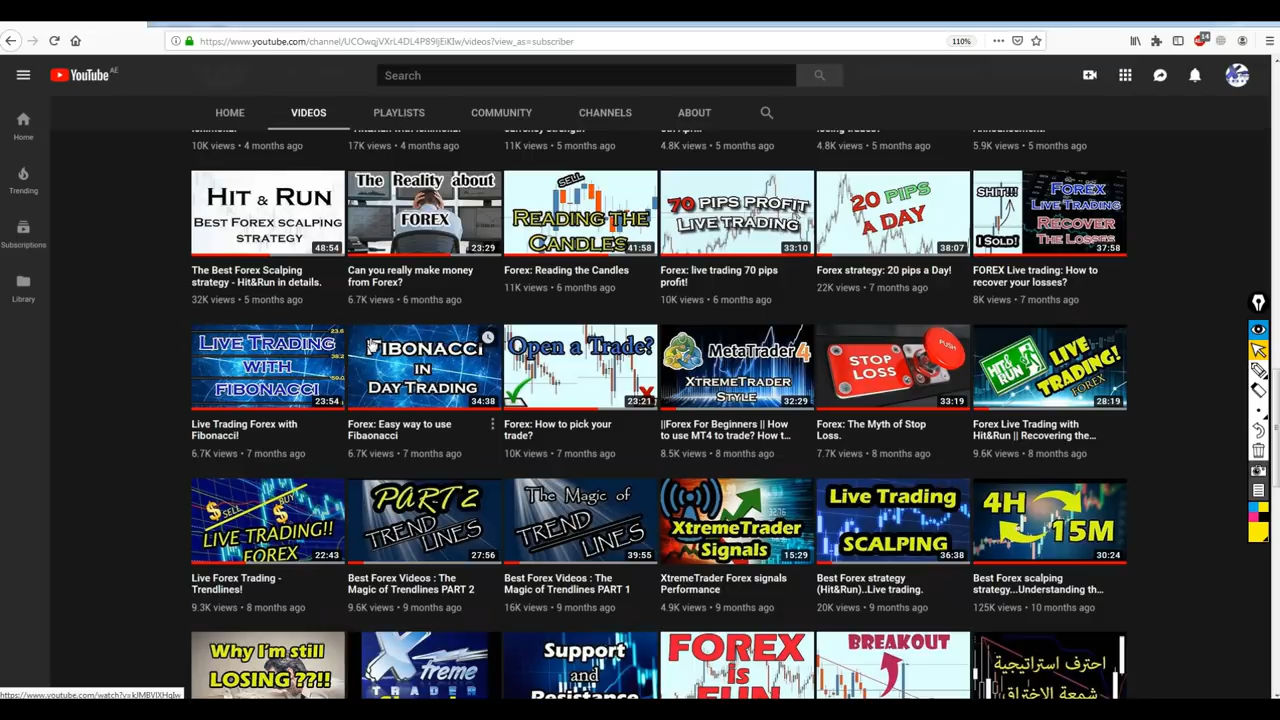 https://www.youtube.com/channel/UCOwqjVXrL4DL4P89ljEiKIw/videos?view_as=subscriber
110%
14
YouTube AE
Search
HOME VIDEOS PLAYLISTS COMMUNITY CHANNELS ABOUT
Home
Trending
Subscriptions
Library
10K views • 4 months ago
17K views • 4 months ago
11K views • 5 months ago
4.8K views • 5 months ago
4.8K views • 5 months ago
5.9K views • 5 months ago
HIT & RUN
BEST FOREX SCALPING
STRATEGY
48:54
The Best Forex Scalping
strategy - Hit&Run in details.
32K views • 5 months ago
The Reality about
FOREX
23:29
Can you really make money
from Forex?
6.7K views • 6 months ago
SELL
READING THE
CANDLES
41:58
Forex: Reading the Candles
11K views • 6 months ago
70 PIPS PROFIT
LIVE TRADING
33:10
Forex: live trading 70 pips
profit!
10K views • 6 months ago
20 PIPS
A DAY
38:07
Forex strategy: 20 pips a Day!
22K views • 7 months ago
SHIT!!!
I SOLD!
FOREX
LIVE TRADING
RECOVER
THE LOSSES
37:58
FOREX Live trading: How to
recover your losses?
8K views • 7 months ago
LIVE TRADING
WITH
FIBONACCI
23.6
38.2
50.0
23:54
Live Trading Forex with
Fibonacci!
6.7K views • 7 months ago
FIBONACCI
IN
DAY TRADING
34:38
Forex: Easy way to use
Fibaonacci
6.7K views • 7 months ago
Open a Trade?
23:21
Forex: How to pick your
trade?
10K views • 7 months ago
MetaTrader 4
XTREMETRADER
STYLE
32:29
||Forex For Beginners || How
to use MT4 to trade? How t...
8.5K views • 8 months ago
STOP
LOSS
PUSH
33:19
Forex: The Myth of Stop
Loss.
7.7K views • 8 months ago
HIT&RUN
LIVE
TRADING!
FOREX
28:19
Forex Live Trading with
Hit&Run || Recovering the...
9.6K views • 8 months ago
SELL
BUY
LIVE TRADING!!
FOREX
22:43
Live Forex Trading -
Trendlines!
9.3K views • 8 months ago
PART 2
TREND
LINES
27:56
Best Forex Videos : The
Magic of Trendlines PART 2
9.6K views • 9 months ago
The Magic of
TREND
LINES
39:55
Best Forex Videos : The
Magic of Trendlines PART 1
16K views • 9 months ago
XtremeTrader
Signals
15:29
XtremeTrader Forex signals
Performance
4.9K views • 9 months ago
Live Trading
SCALPING
36:38
Best Forex strategy
(Hit&Run)..Live trading.
20K views • 9 months ago
4H
15M
30:24
Best Forex scalping
strategy...Understanding th...
125K views • 10 months ago
Why I'm still
LOSING ??!!
Xtreme
TRADER
Support
and
Resistance
FOREX
IS
FUN
BREAKOUT
احترف استراتيجية
شمعة الاختراق